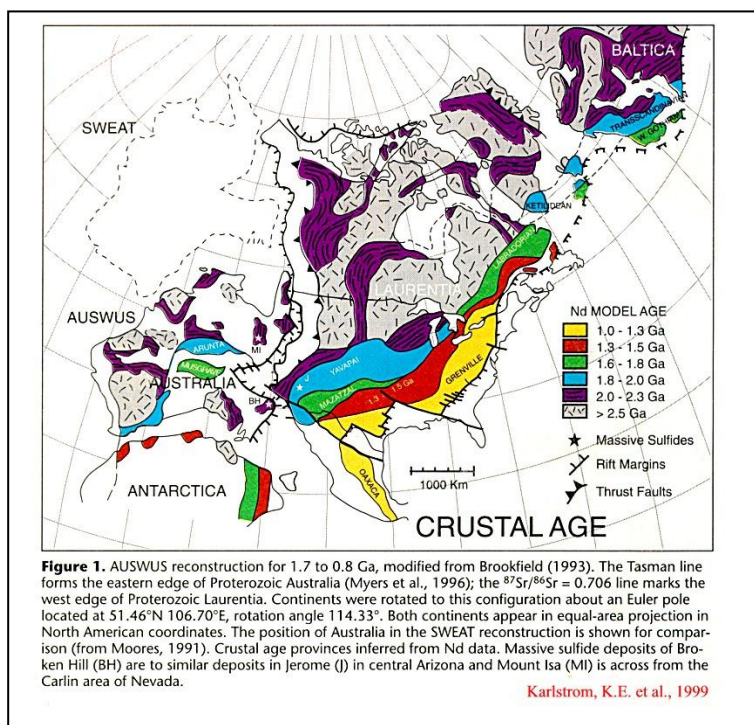 BALTICA
TRANSSCANDINAVIAN
W. GOTHIAN
SWEAT
KETILIDEAN
LABRADORIAN
LAURENTIA
Nd MODEL AGE
1.0 - 1.3 Ga
1.3 - 1.5 Ga
1.6 - 1.8 Ga
1.8 - 2.0 Ga
2.0 - 2.3 Ga
> 2.5 Ga
Massive Sulfides
Rift Margins
Thrust Faults
AUSWUS
ARUNTA
MI
MUSGRAVE
AUSTRALIA
BH
J
YAVAPAI
MAZATZAL
1.3 - 1.5 Ga
GRENVILLE
OAXACA
ANTARCTICA
1000 Km
CRUSTAL AGE
Figure 1. AUSWUS reconstruction for 1.7 to 0.8 Ga, modified from Brookfield (1993). The Tasman line
forms the eastern edge of Proterozoic Australia (Myers et al., 1996); the ⁸⁷Sr/⁸⁶Sr = 0.706 line marks the
west edge of Proterozoic Laurentia. Continents were rotated to this configuration about an Euler pole
located at 51.46°N 106.70°E, rotation angle 114.33°. Both continents appear in equal-area projection in
North American coordinates. The position of Australia in the SWEAT reconstruction is shown for compar-
ison (from Moores, 1991). Crustal age provinces inferred from Nd data. Massive sulfide deposits of Bro-
ken Hill (BH) are to similar deposits in Jerome (J) in central Arizona and Mount Isa (MI) is across from the
Carlin area of Nevada.
Karlstrom, K.E. et al., 1999